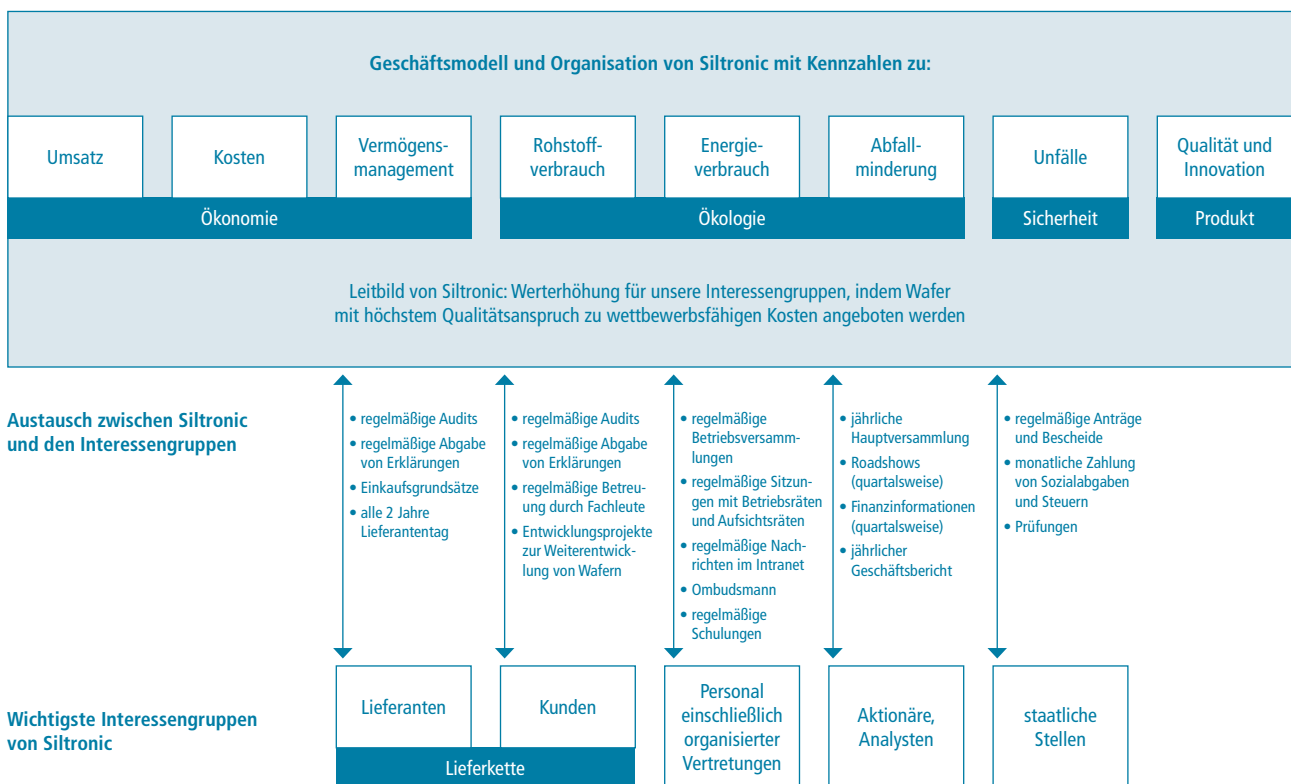 Geschäftsmodell und Organisation von Siltronic mit Kennzahlen zu:
Umsatz
Kosten
Vermögens-
management
Rohstoff-
verbrauch
Energie-
verbrauch
Abfall-
minderung
Unfälle
Qualität und
Innovation
Ökonomie
Ökologie
Sicherheit
Produkt
Leitbild von Siltronic: Werterhöhung für unsere Interessengruppen, indem Wafer
mit höchstem Qualitätsanspruch zu wettbewerbsfähigen Kosten angeboten werden
Austausch zwischen Siltronic
und den Interessengruppen
• regelmäßige Audits
• regelmäßige Abgabe
von Erklärungen
• Einkaufsgrundsätze
• alle 2 Jahre
Lieferantentag
• regelmäßige Audits
• regelmäßige Abgabe
von Erklärungen
• regelmäßige Betreu-
ung durch Fachleute
• Entwicklungsprojekte
zur Weiterentwick-
lung von Wafern
• regelmäßige
Betriebsversamm-
lungen
• regelmäßige Sitzun-
gen mit Betriebsräten
und Aufsichtsräten
• regelmäßige Nach-
richten im Intranet
• Ombudsmann
• regelmäßige
Schulungen
• jährliche
Hauptversammlung
• Roadshows
(quartalsweise)
• Finanzinformationen
(quartalsweise)
• jährlicher
Geschäftsbericht
• regelmäßige Anträge
und Bescheide
• monatliche Zahlung
von Sozialabgaben
und Steuern
• Prüfungen
Wichtigste Interessengruppen
von Siltronic
Lieferanten
Kunden
Lieferkette
Personal
einschließlich
organisierter
Vertretungen
Aktionäre,
Analysten
staatliche
Stellen